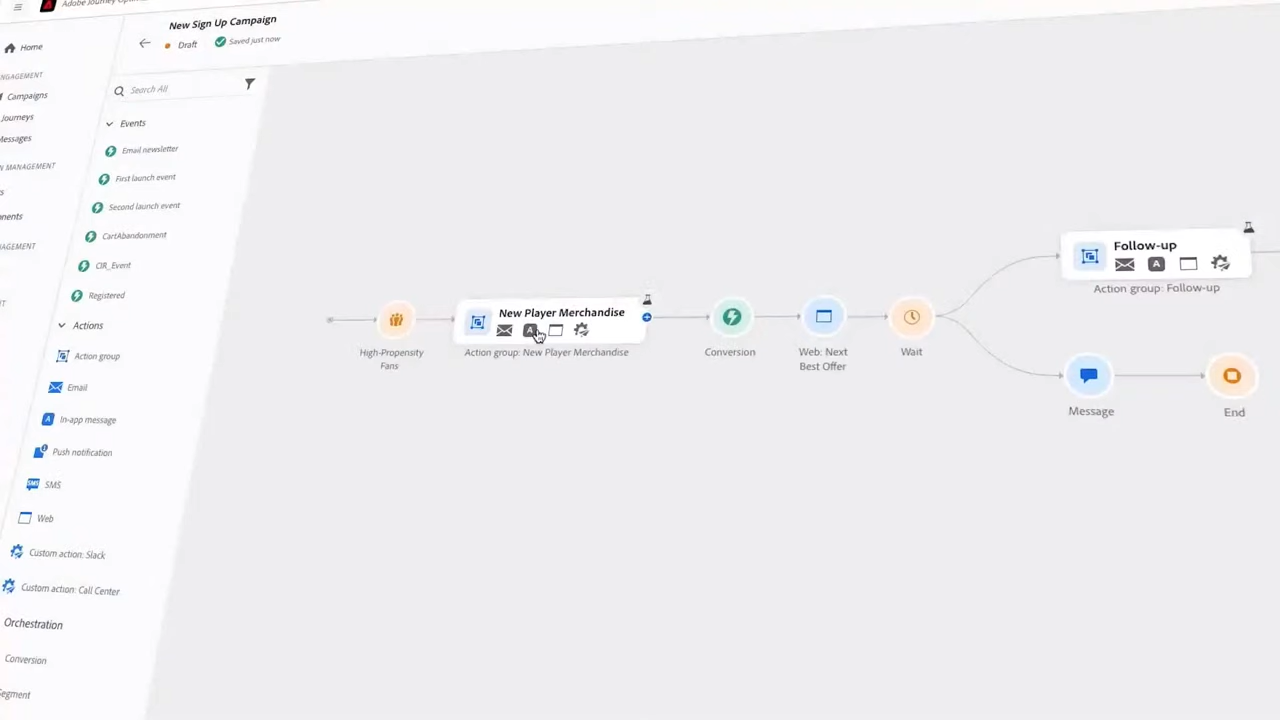 Adobe Journey
New Sign Up Campaign
Draft
Saved just now
Home
Campaigns
Journeys
Messages
Search All
Events
Email newsletter
First launch event
Second launch event
CartAbandonment
CIR_Event
Registered
Actions
Action group
Email
A
In-app message
Push notification
SMS
SMS
Web
Custom action: Slack
Custom action: Call Center
Orchestration
Conversion
High-Propensity
Fans
New Player Merchandise
A
Action group: New Player Merchandise
Conversion
Web: Next
Best Offer
Wait
Follow-up
A
Action group: Follow-up
Message
End